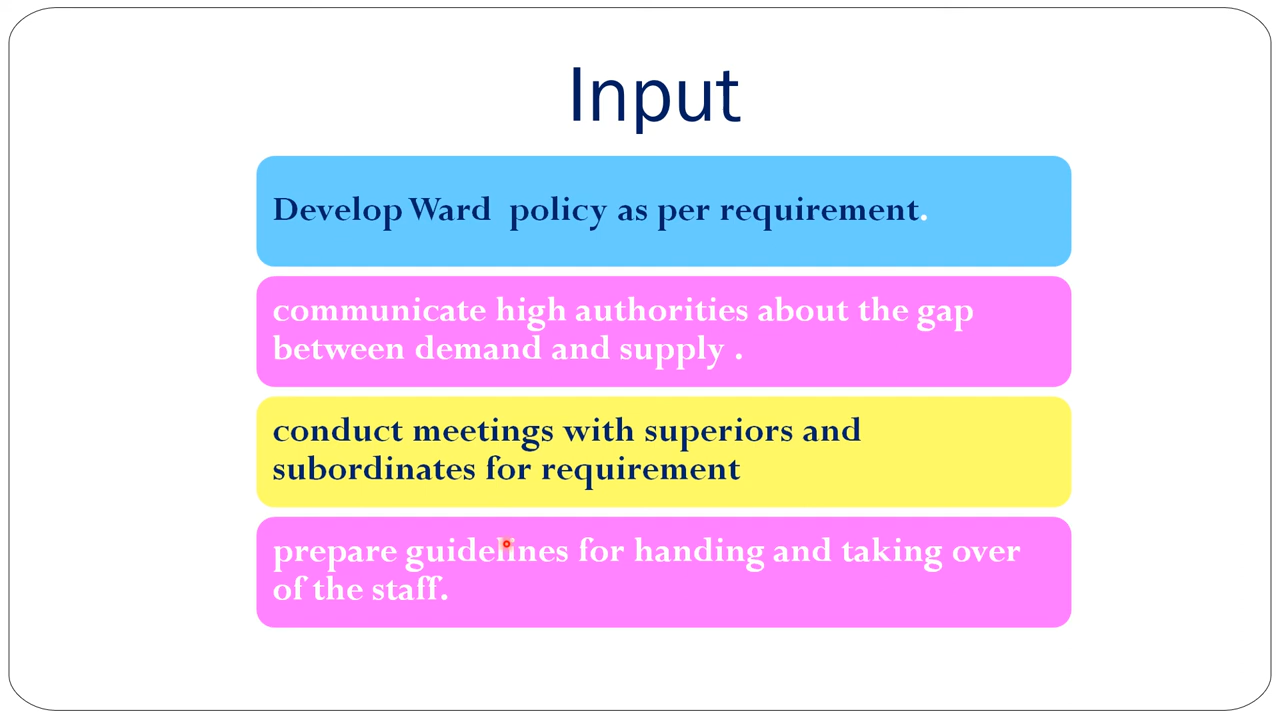 Input
Develop Ward policy as per requirement.
communicate high authorities about the gap
between demand and supply .
conduct meetings with superiors and
subordinates for requirement
prepare guidelines for handing and taking over
of the staff.